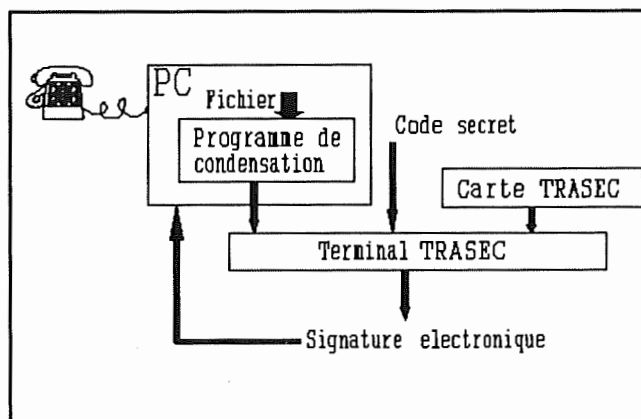 PC
Fichier
Programme de
condensation
Code secret
Carte TRASEC
Terminal TRASEC
Signature electronique